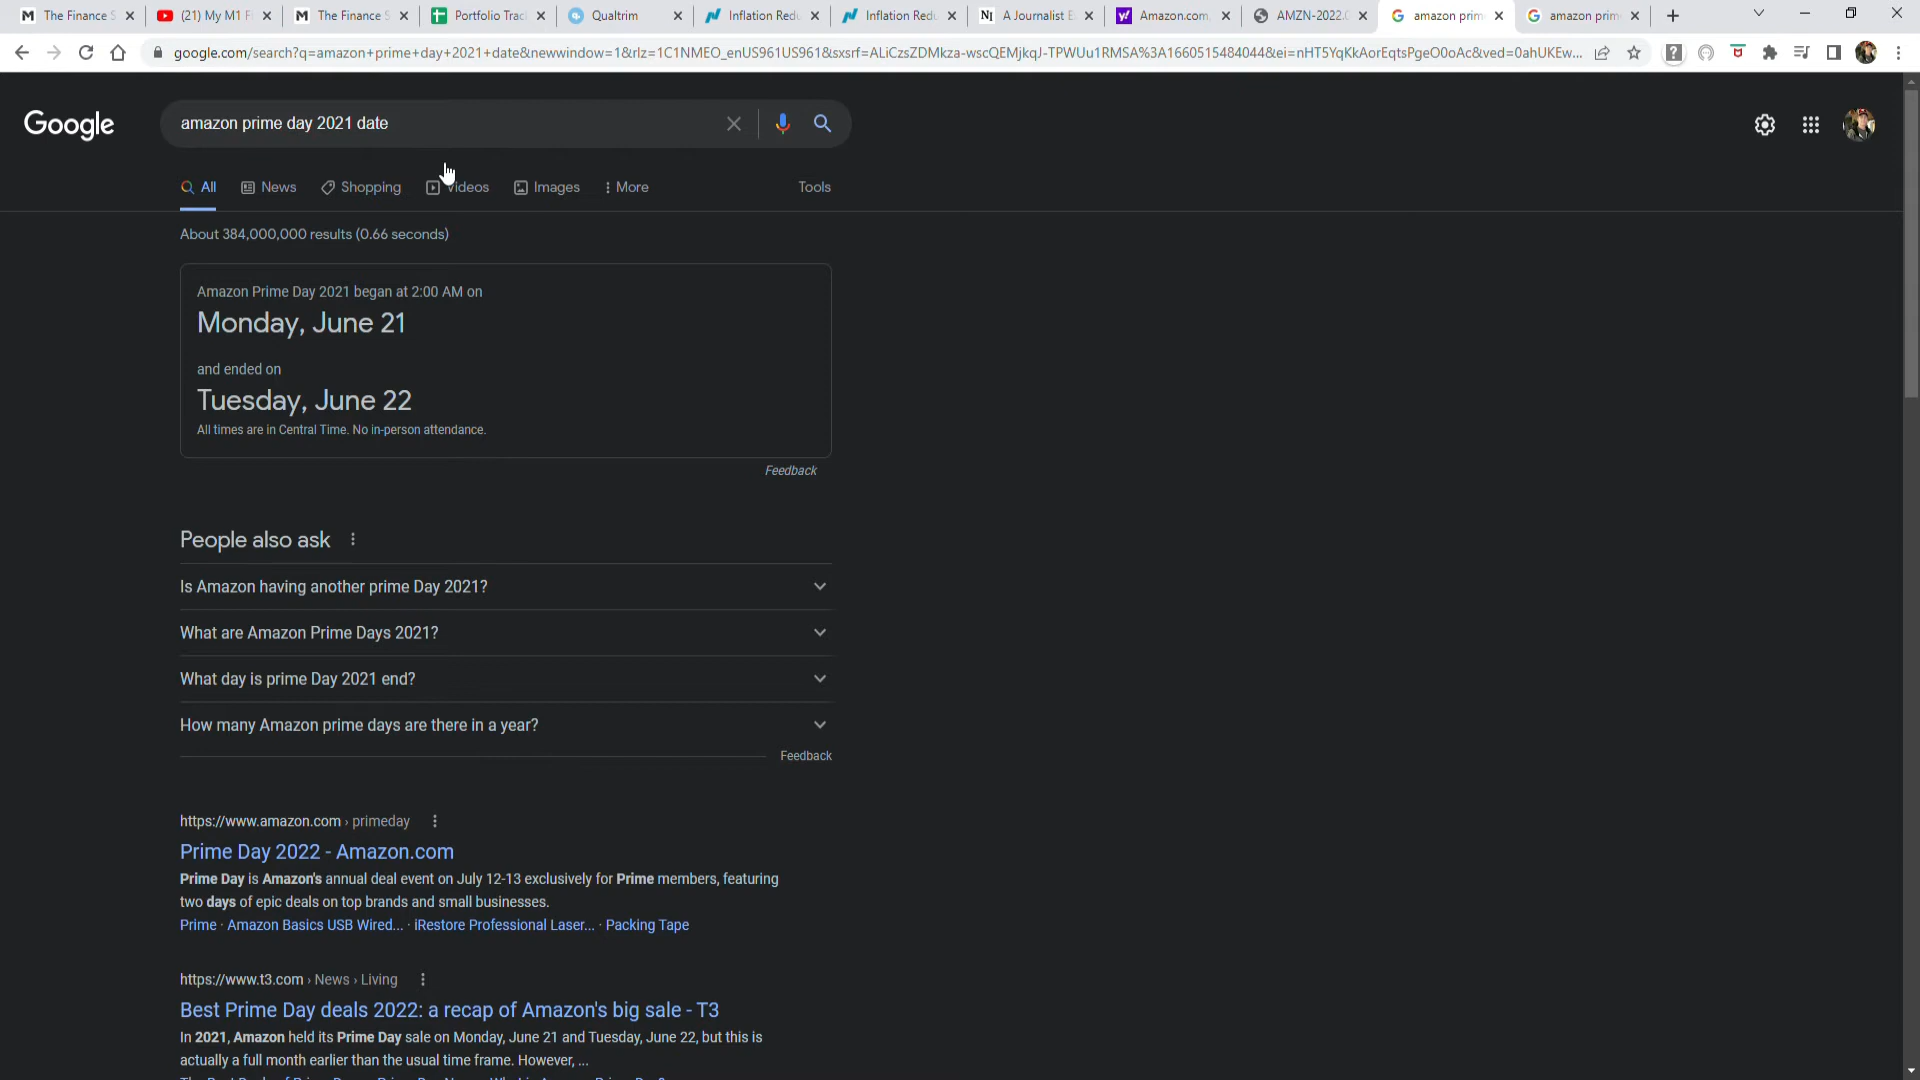 The Finance S
(21) My M1 F
The Finance S
Portfolio Trac
Qualtrim
Inflation Redu
Inflation Redu
A Journalist E
Amazon.com,
AMZN-2022.
amazon prim
amazon prim
google.com/search?q=amazon+prime+day+2021+date&newwindow=1&rlz=1C1NMEO_enUS961US961&sxsrf=ALiCzsZDMkza-wscQEMjkqJ-TPWUu1RMSA%3A1660515484044&ei=nHT5YqKkAorEqtsPgeO0oAc&ved=0ahUKEw...
Google
amazon prime day 2021 date
All
News
Shopping
Videos
Images
More
Tools
About 384,000,000 results (0.66 seconds)
Amazon Prime Day 2021 began at 2:00 AM on
Monday, June 21
and ended on
Tuesday, June 22
All times are in Central Time. No in-person attendance.
Feedback
People also ask
Is Amazon having another prime Day 2021?
What are Amazon Prime Days 2021?
What day is prime Day 2021 end?
How many Amazon prime days are there in a year?
Feedback
https://www.amazon.com › primeday
Prime Day 2022 - Amazon.com
Prime Day is Amazon's annual deal event on July 12-13 exclusively for Prime members, featuring
two days of epic deals on top brands and small businesses.
Prime · Amazon Basics USB Wired... · iRestore Professional Laser... · Packing Tape
https://www.t3.com › News › Living
Best Prime Day deals 2022: a recap of Amazon's big sale - T3
In 2021, Amazon held its Prime Day sale on Monday, June 21 and Tuesday, June 22, but this is
actually a full month earlier than the usual time frame. However, ...